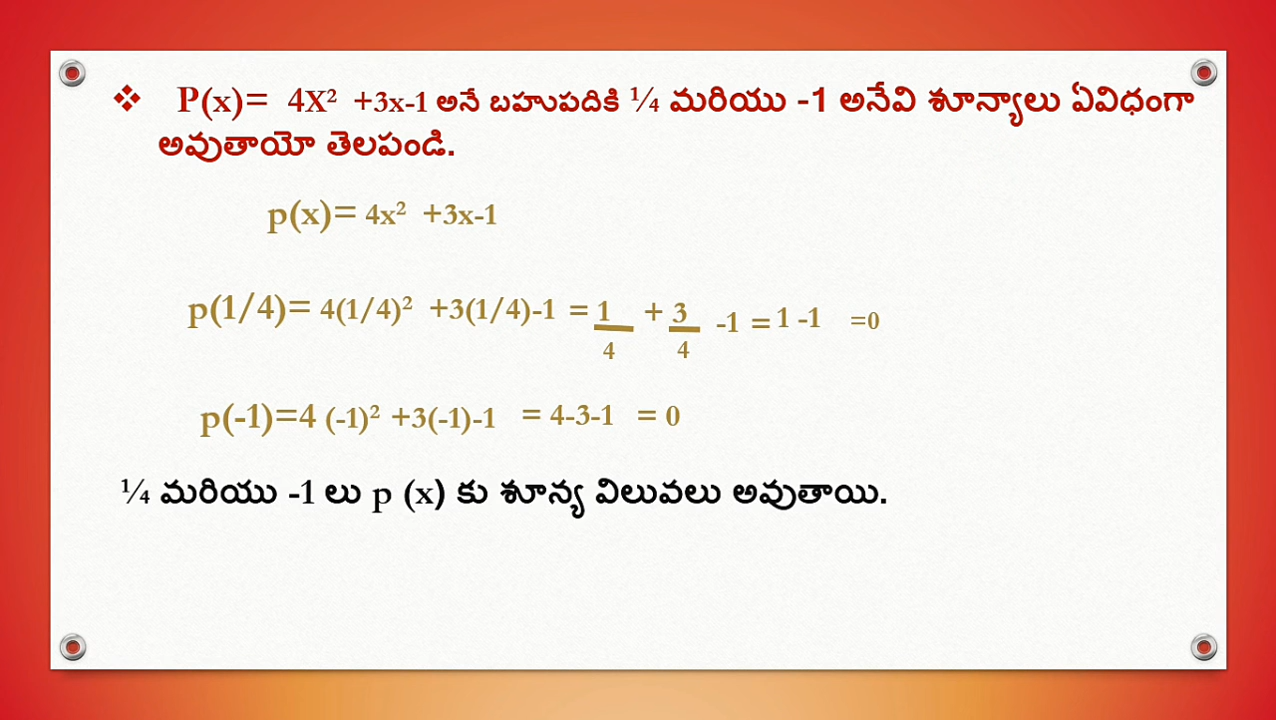 ❖ P(x)= 4X² +3x-1 అనే బహుపదికి ¼ మరియు -1 అనేవి శూన్యాలు ఏవిధంగా
అవుతాయో తెలపండి.
p(x)= 4x² +3x-1
p(1/4)= 4(1/4)² +3(1/4)-1 = 1/4 + 3/4 -1 = 1 -1 =0
p(-1)=4 (-1)² +3(-1)-1 = 4-3-1 = 0
¼ మరియు -1 లు p (x) కు శూన్య విలువలు అవుతాయి.